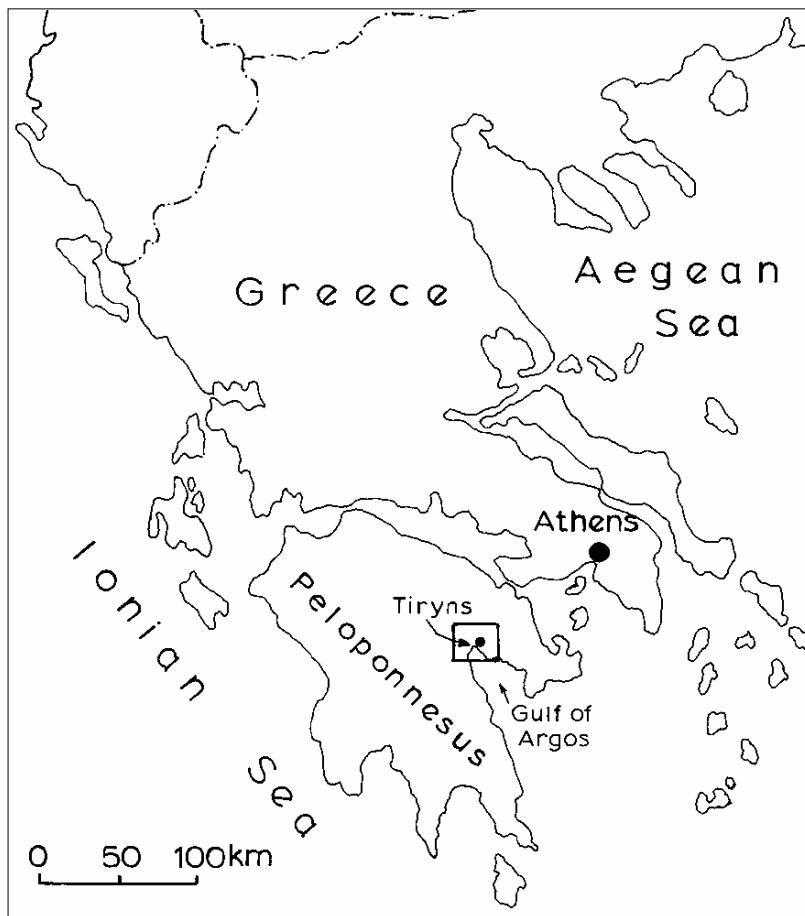 Greece
Aegean
Sea
Athens
Tiryns
Peloponnesus
Gulf of
Argos
Ionian Sea
0 50 100km